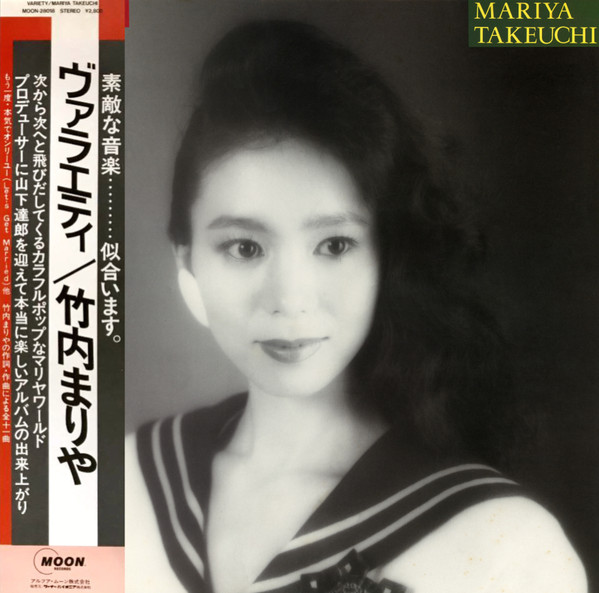 VARIETY/MARIYA TAKEUCHI
MOON-28018 STEREO ¥2,800
MARIYA
TAKEUCHI
素敵な音楽………似合います。
ヴァラエティ/竹内まりや
次から次へと飛びだしてくるカラフルポップなマリヤワールド
プロデューサーに山下達郎を迎えて本当に楽しいアルバムの出来上がり
もう一度・本気でオンリーユー(Let's Get Married)他 竹内まりやの作詞・作曲による全十一曲
MOON
RECORDS
アルファ・ムーン株式会社